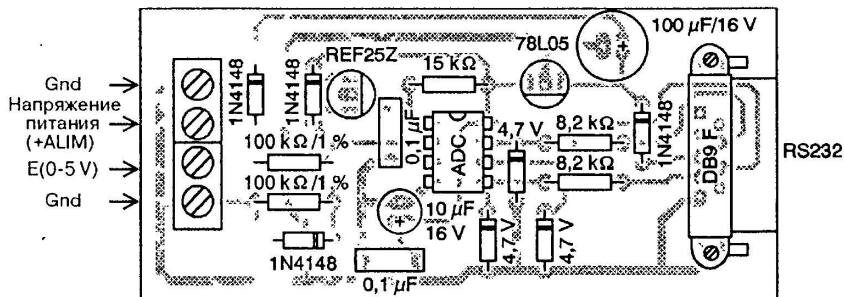 100 µF/16 V
REF25Z
78L05
15 kΩ
1N4148
1N4148
Gnd
Напряжение
питания
(+ALIM)
E(0-5 V)
Gnd
0,1 µF
ADC
4,7 V
8,2 kΩ
8,2 kΩ
1N4148
DB9 F
RS232
100 kΩ/1 %
100 kΩ/1 %
10 µF
16 V
1N4148
0,1 µF
4,7 V
4,7 V